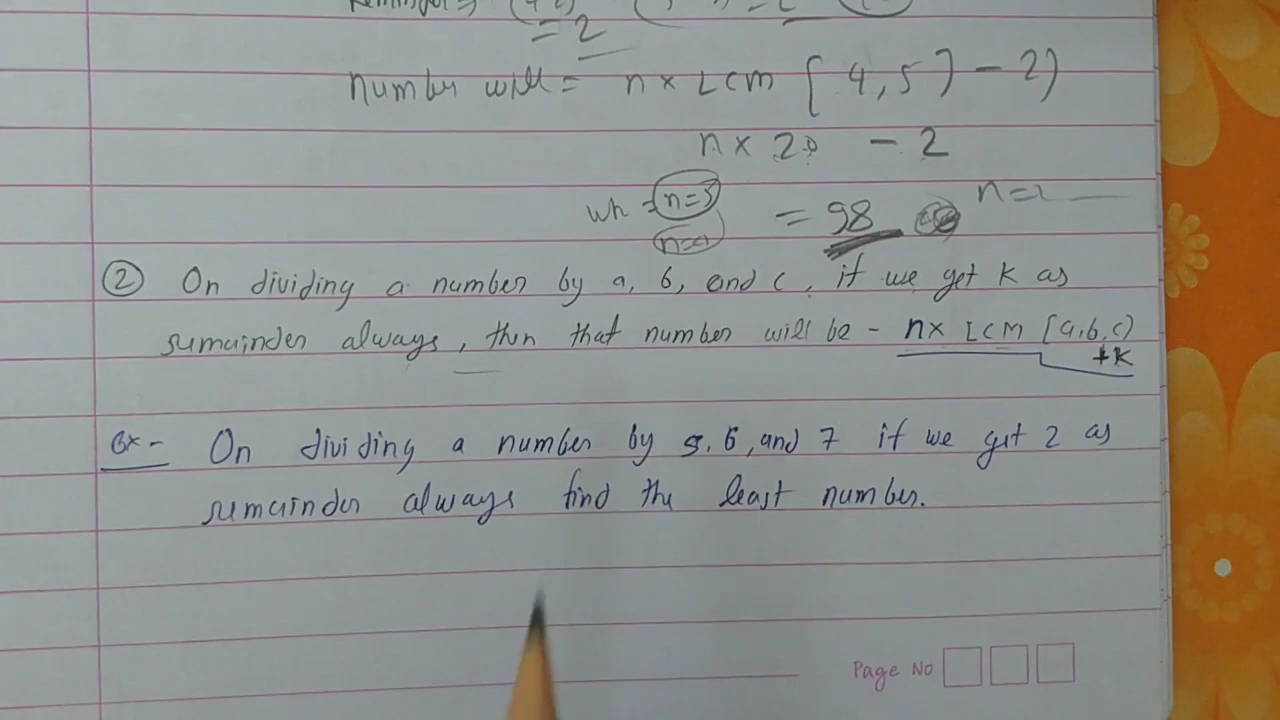 = 2
number will = n x LCM [4,5) - 2)
n x 20 - 2
n=3 = 98 n=1
② On dividing a number by a, b, and c, if we get k as
remainder always, then that number will be - n x LCM [a,b,c)
+k
Ex- On dividing a number by 5, 6, and 7 if we get 2 as
remainder always find the least number.
Page No